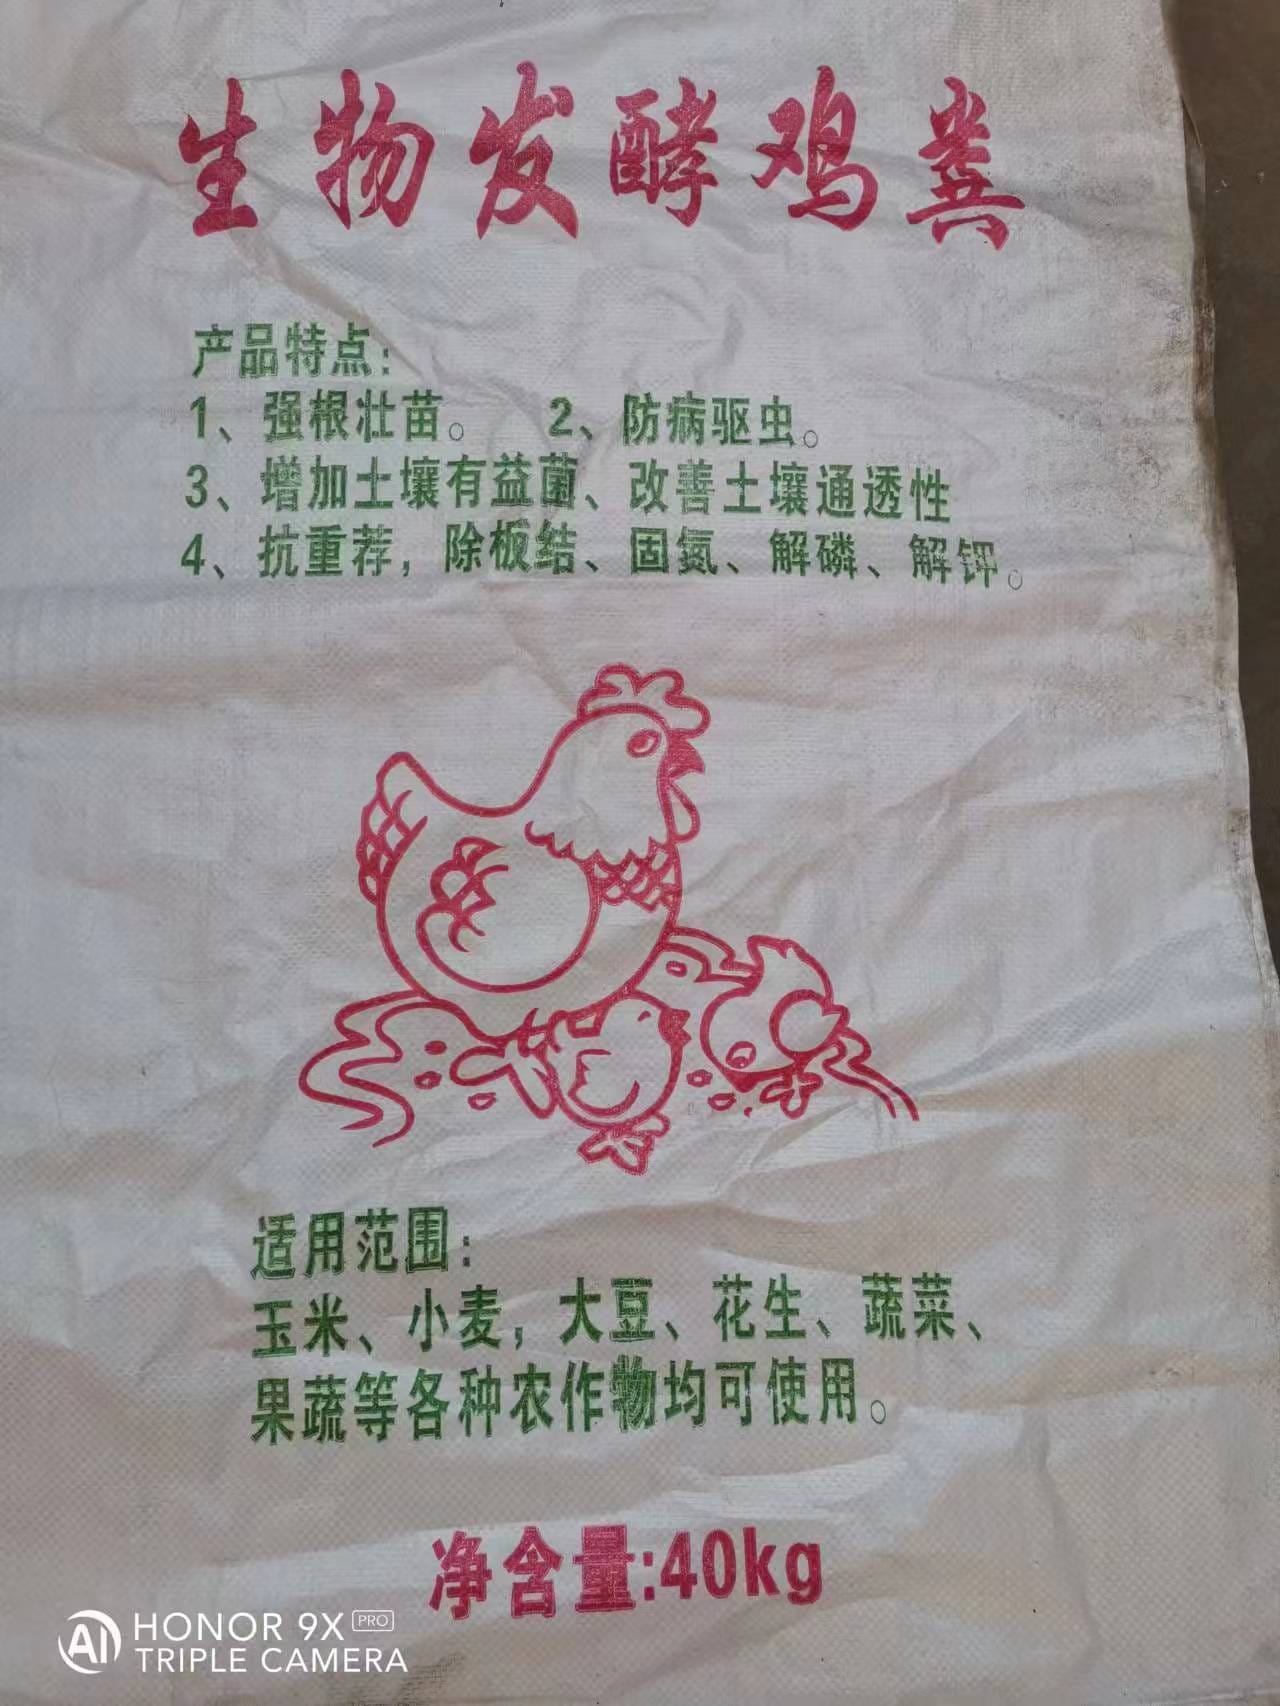 生物发酵鸡粪
产品特点:
1、强根壮苗。 2、防病驱虫。
3、增加土壤有益菌、改善土壤通透性
4、抗重荐，除板结、固氮、解磷、解钾。
适用范围:
玉米、小麦，大豆、花生、蔬菜、
果蔬等各种农作物均可使用。
净含量:40kg
AI HONOR 9X PRO
TRIPLE CAMERA